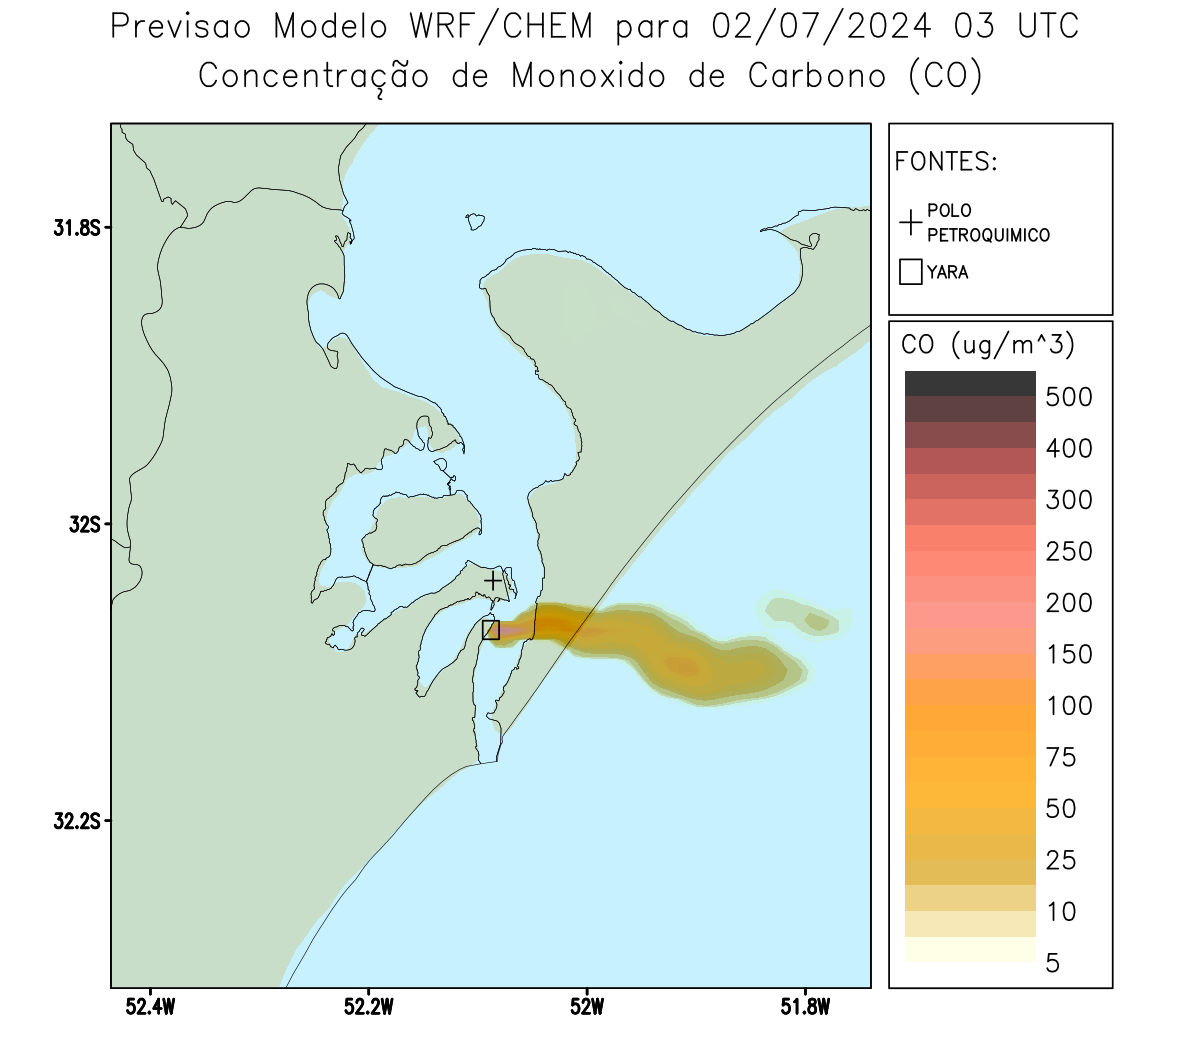 Previsao Modelo WRF/CHEM para 02/07/2024 03 UTC
Concentração de Monoxido de Carbono (CO)
FONTES:
POLO
PETROQUIMICO
YARA
CO (ug/m^3)
500
400
300
250
200
150
100
75
50
25
10
5
31.8S
32S
32.2S
52.4W
52.2W
52W
51.8W